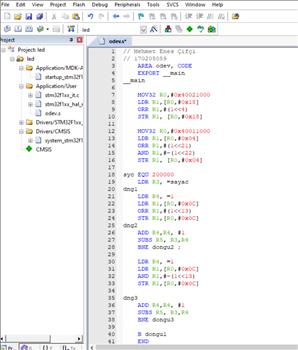 File Edit View Project Flash Debug Peripherals Tools SVCS Window Help
led
Project
odev.s*
Project: led
led
Application/MDK-A
startup_stm32f1
Application/User
stm32f1xx_it.c
stm32f1xx_hal_
odev.s
Drivers/STM32F1xx_
Drivers/CMSIS
system_stm32f1
CMSIS
1 // Mehmet Enes Çifçi
2 // 170208059
3 AREA odev, CODE
4 EXPORT __main
5 __main
6
7 MOV32 R0,#0x40021000
8 LDR R1,[R0,#0x18]
9 ORR R1,#(1<<4)
10 STR R1, [R0,#0x18]
11
12 MOV32 R0,#0x40011000
13 LDR R1,[R0,#0x04]
14 ORR R1,#(1<<21)
15 AND R1,#~(1<<22)
16 STR R1, [R0,#0x04]
17
18 syc EQU 200000
19 LDR R3, =sayac
20 dng1
21 LDR R4, =1
22 LDR R1,[R0,#0x0C]
23 ORR R1,#(1<<13)
24 STR R1,[R0,#0x0C]
25 dng2
26 ADD R4,R4, #1
27 SUBS R5, R3,R4
28 BNE dongu2 ;
29
30 LDR R4, =1
31 LDR R1,[R0,#0x0C]
32 AND R1,#~(1<<13)
33 STR R1,[R0,#0x0C]
34
35 dng3
36 ADD R4,R4, #1
37 SUBS R5, R3,R4
38 BNE dongu3
39
40 B dongu1
41 END